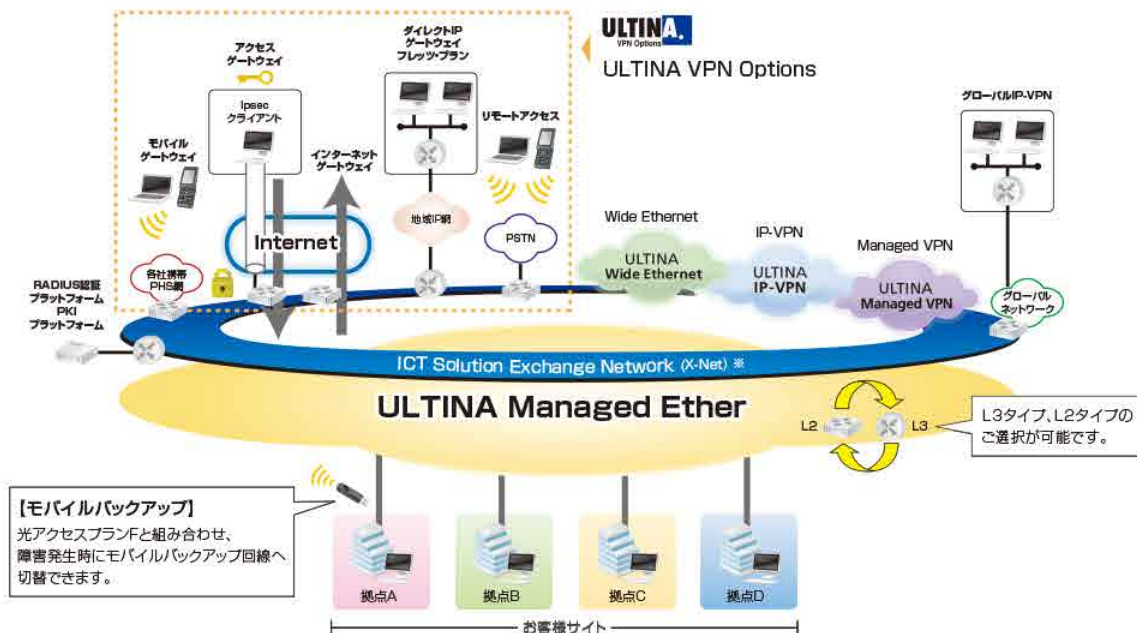 ULTINA.
VPN Options
ULTINA VPN Options
アクセス
ゲートウェイ
Ipsec
クライアント
ダイレクトIP
ゲートウェイ
フレッツ・プラン
リモートアクセス
モバイル
ゲートウェイ
インターネット
ゲートウェイ
グローバルIP-VPN
Internet
地域IP網
PSTN
各社携帯
PHS網
Wide Ethernet
ULTINA
Wide Ethernet
IP-VPN
ULTINA
IP-VPN
Managed VPN
ULTINA
Managed VPN
グローバル
ネットワーク
RADIUS認証
プラットフォーム
PKI
プラットフォーム
ICT Solution Exchange Network (X-Net) ※
ULTINA Managed Ether
L2
L3
L3タイプ、L2タイプの
ご選択が可能です。
【モバイルバックアップ】
光アクセスプランFと組み合わせ、
障害発生時にモバイルバックアップ回線へ
切替できます。
拠点A
拠点B
拠点C
拠点D
お客様サイト